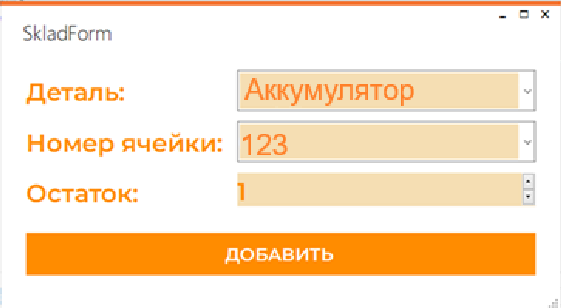 SkladForm
Деталь: Аккумулятор
Номер ячейки: 123
Остаток: 1
ДОБАВИТЬ